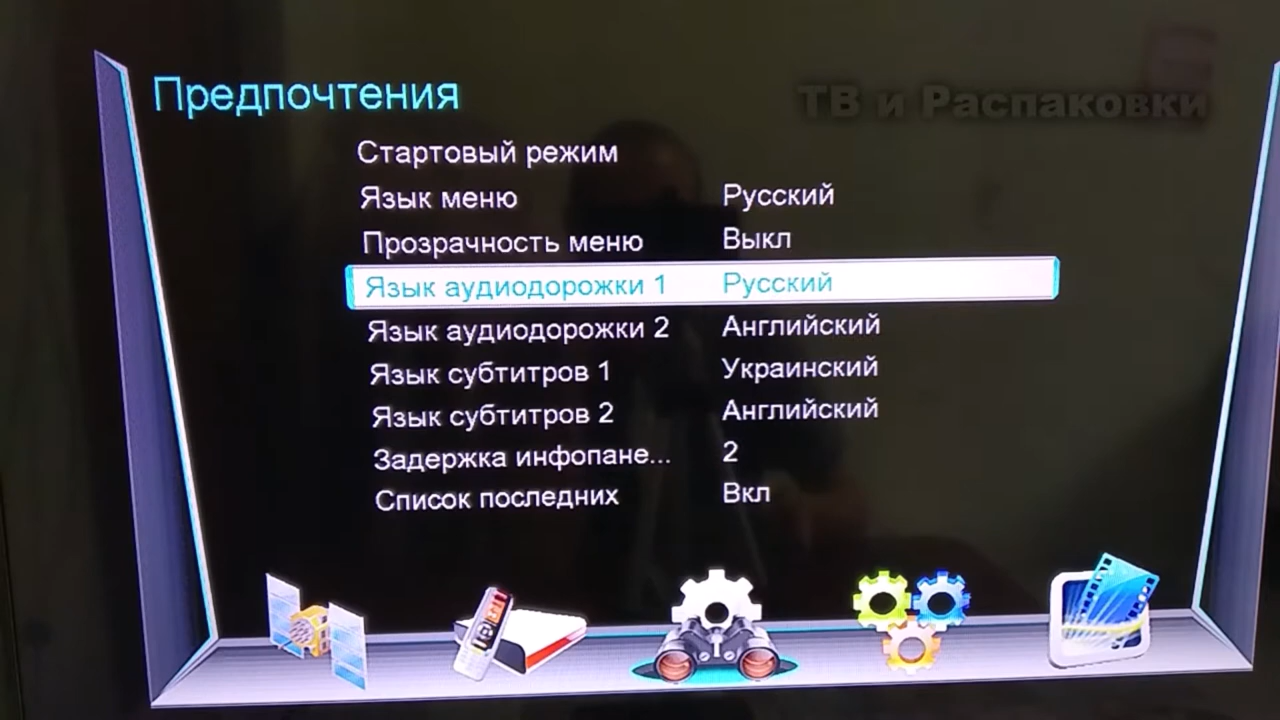 Предпочтения
ТВ и Распаковки
Стартовый режим
Язык меню Русский
Прозрачность меню Выкл
Язык аудиодорожки 1 Русский
Язык аудиодорожки 2 Английский
Язык субтитров 1 Украинский
Язык субтитров 2 Английский
Задержка инфопане... 2
Список последних Вкл